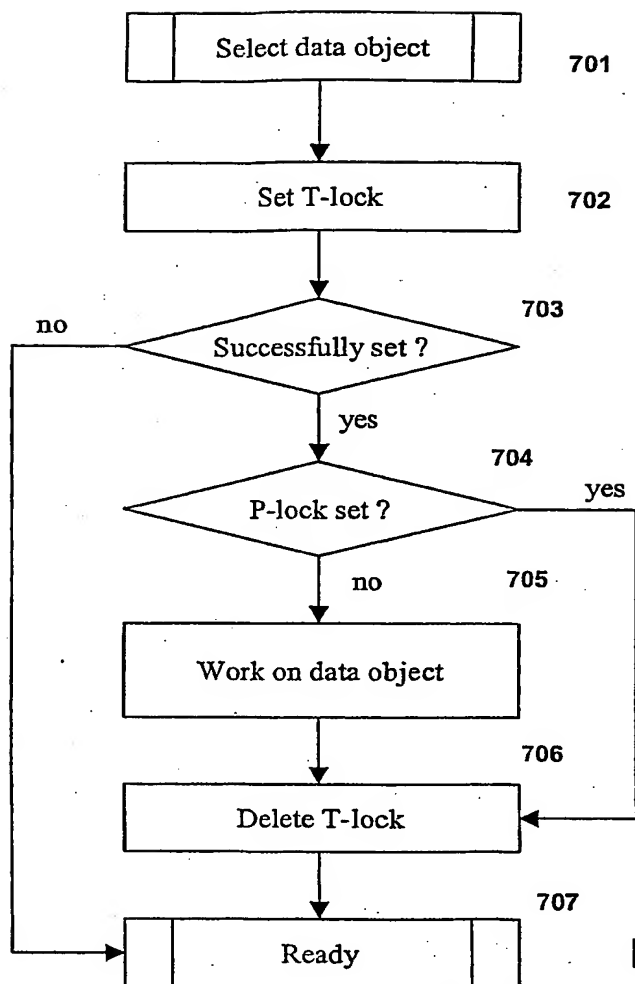 Select data object
701
Set T-lock
702
703
no
Successfully set ?
yes
704
P-lock set ?
yes
no
705
Work on data object
706
Delete T-lock
707
Ready